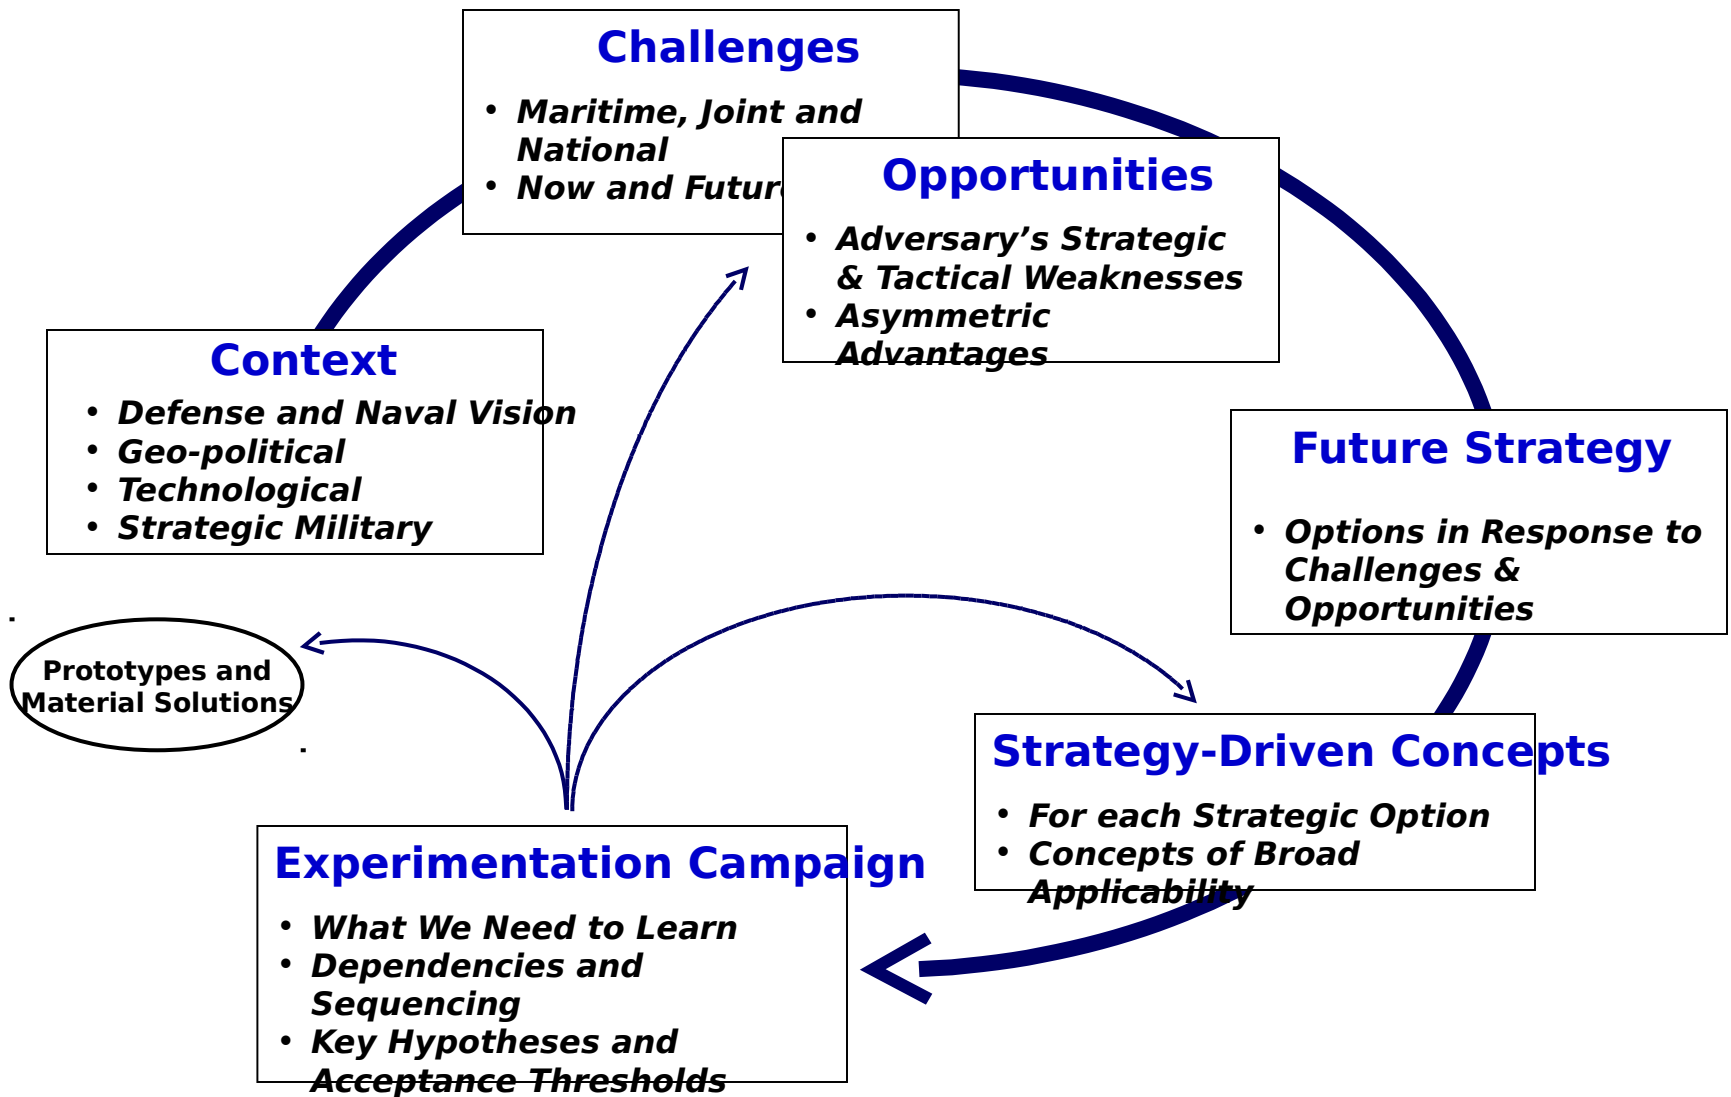 Challenges
• Maritime, Joint and
National
• Now and Future
Opportunities
• Adversary’s Strategic
& Tactical Weaknesses
• Asymmetric
Advantages
Context
• Defense and Naval Vision
• Geo-political
• Technological
• Strategic Military
Future Strategy
• Options in Response to
Challenges &
Opportunities
Prototypes and
Material Solutions
Strategy-Driven Concepts
• For each Strategic Option
• Concepts of Broad
Applicability
Experimentation Campaign
• What We Need to Learn
• Dependencies and
Sequencing
• Key Hypotheses and
Acceptance Thresholds